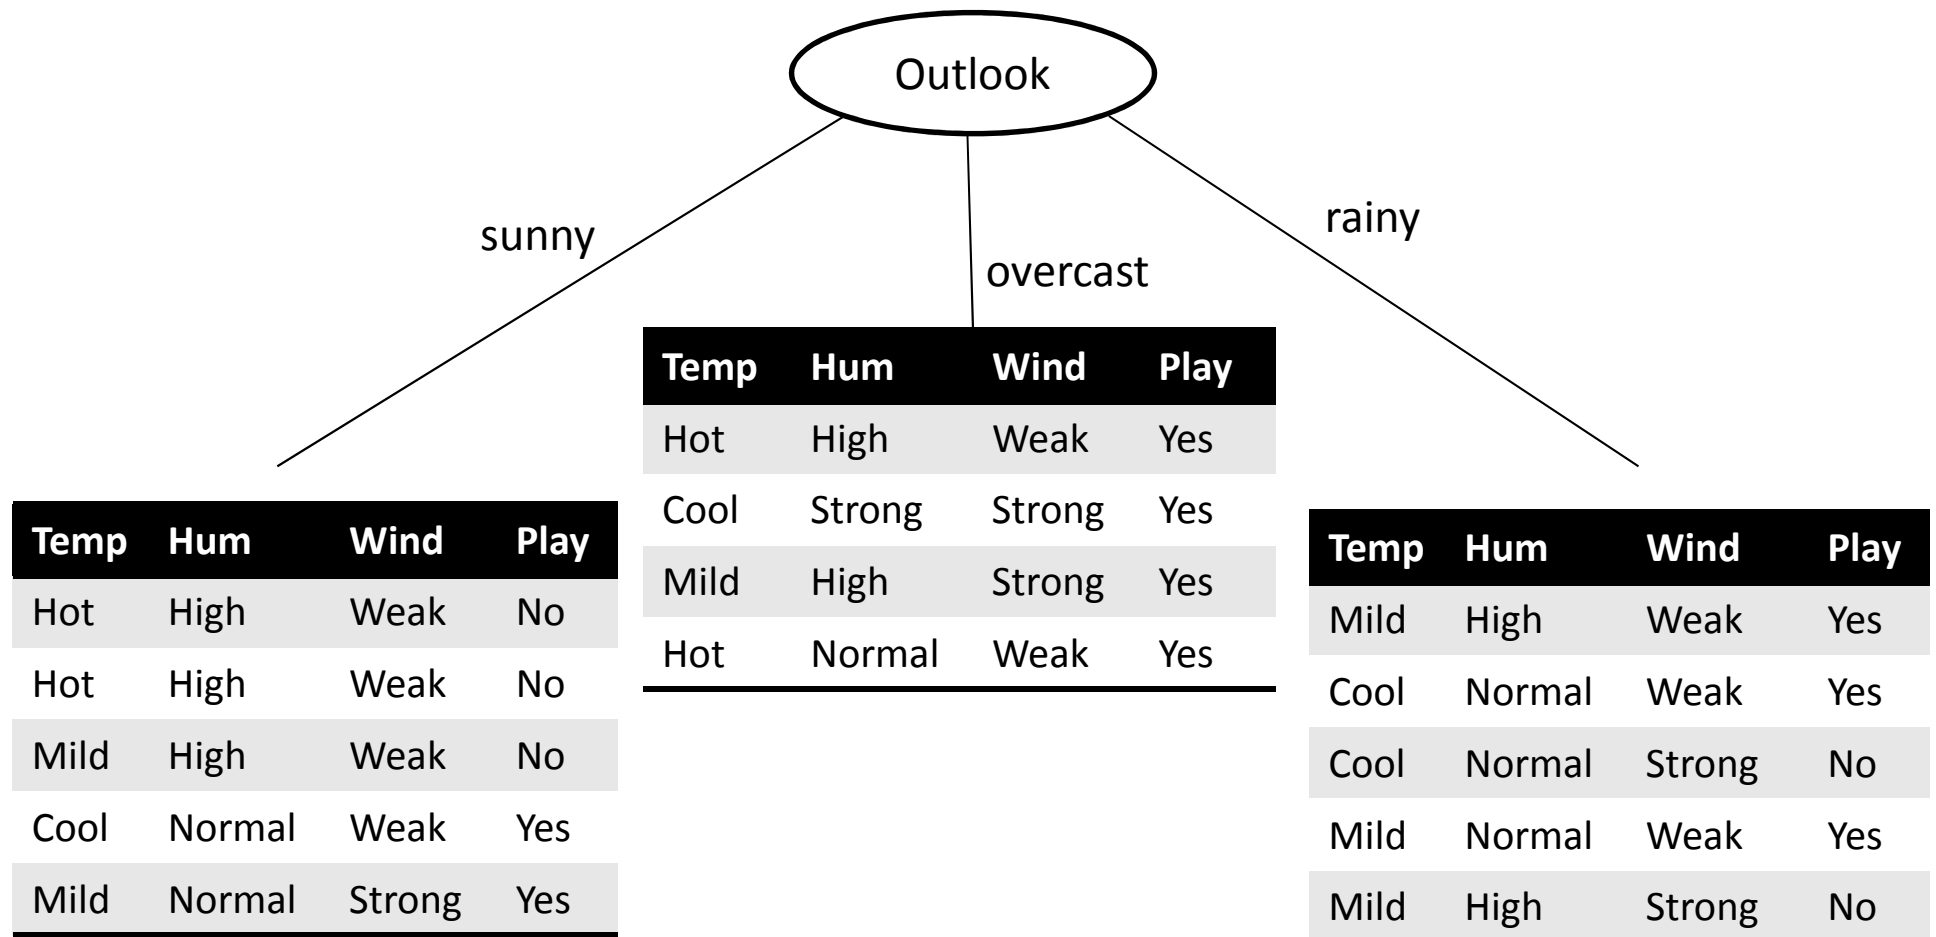 Outlook
sunny
overcast
rainy
Temp Hum Wind Play
Hot High Weak No
Hot High Weak No
Mild High Weak No
Cool Normal Weak Yes
Mild Normal Strong Yes
Temp Hum Wind Play
Hot High Weak Yes
Cool Strong Strong Yes
Mild High Strong Yes
Hot Normal Weak Yes
Temp Hum Wind Play
Mild High Weak Yes
Cool Normal Weak Yes
Cool Normal Strong No
Mild Normal Weak Yes
Mild High Strong No